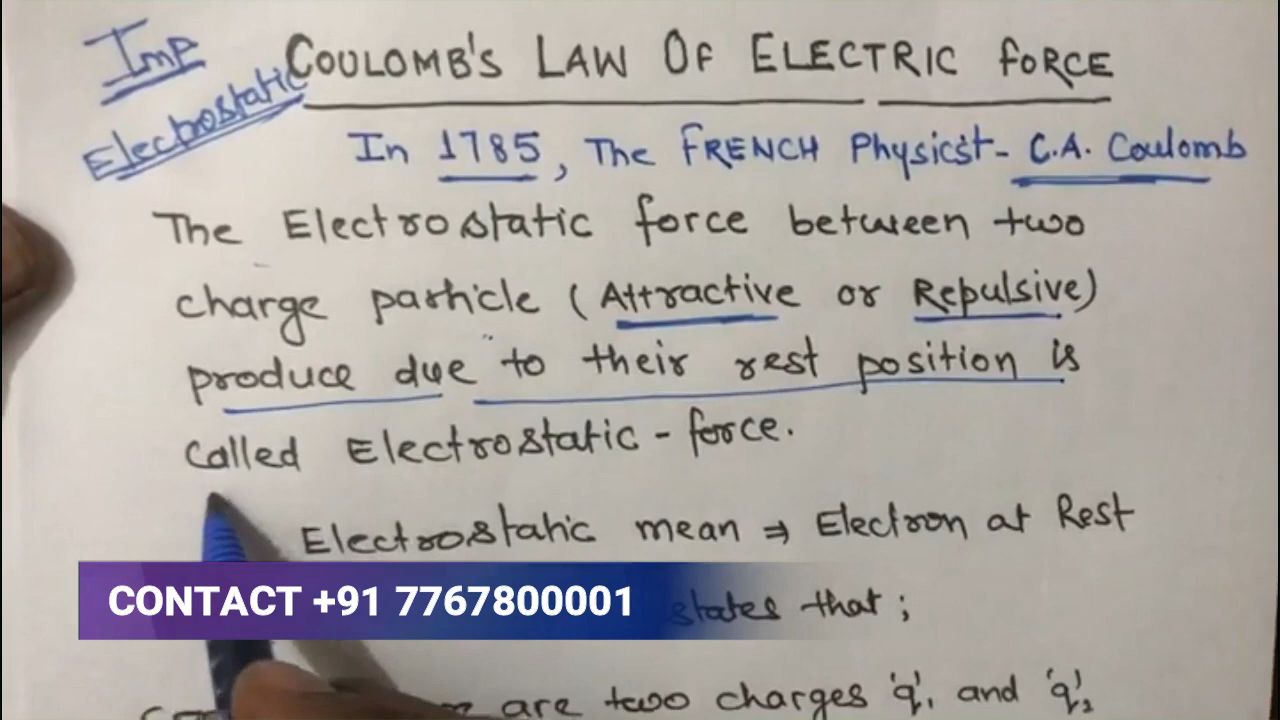 Imp
Electrostatic
COULOMB'S LAW OF ELECTRIC FORCE
In 1785, The FRENCH Physicst - C.A. Coulomb
The Electrostatic force between two
charge particle (Attractive or Repulsive)
produce due to their rest position is
called Electrostatic - force.
Electrostatic mean ⇒ Electron at Rest
CONTACT +91 7767800001
states that ;
are two charges 'q'₁ and 'q'₂